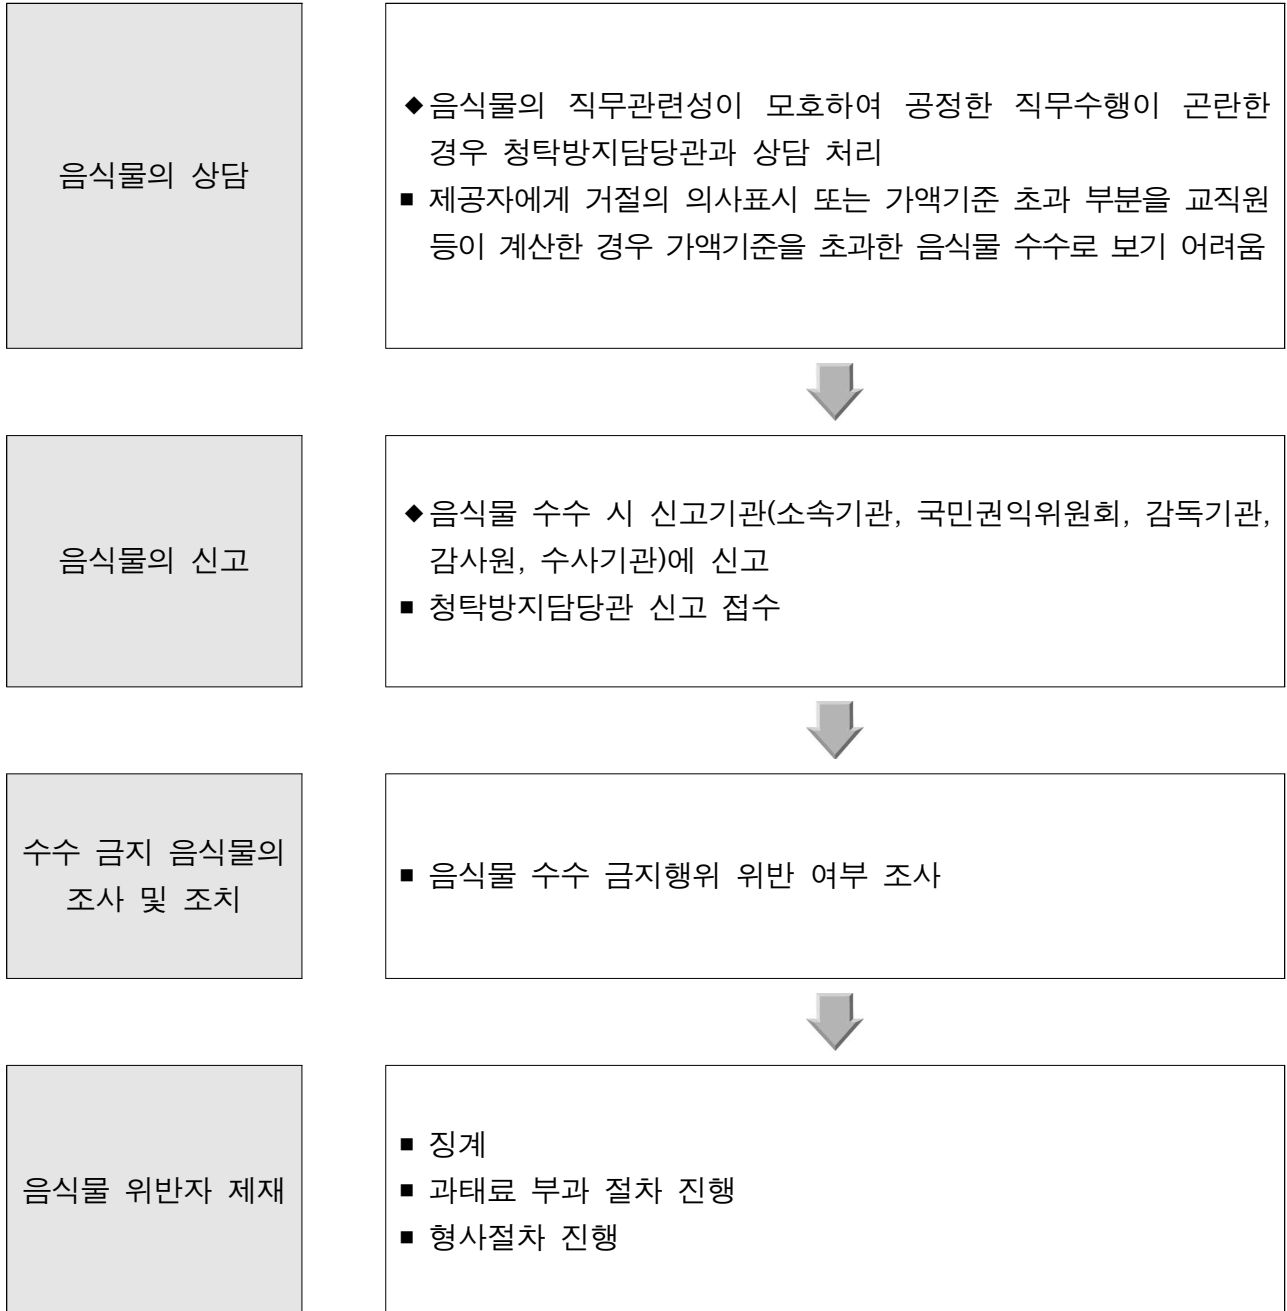 음식물의 상담
◆음식물의 직무관련성이 모호하여 공정한 직무수행이 곤란한
경우 청탁방지담당관과 상담 처리
■ 제공자에게 거절의 의사표시 또는 가액기준 초과 부분을 교직원
등이 계산한 경우 가액기준을 초과한 음식물 수수로 보기 어려움
음식물의 신고
◆음식물 수수 시 신고기관(소속기관, 국민권익위원회, 감독기관,
감사원, 수사기관)에 신고
■ 청탁방지담당관 신고 접수
수수 금지 음식물의
조사 및 조치
■ 음식물 수수 금지행위 위반 여부 조사
음식물 위반자 제재
■ 징계
■ 과태료 부과 절차 진행
■ 형사절차 진행